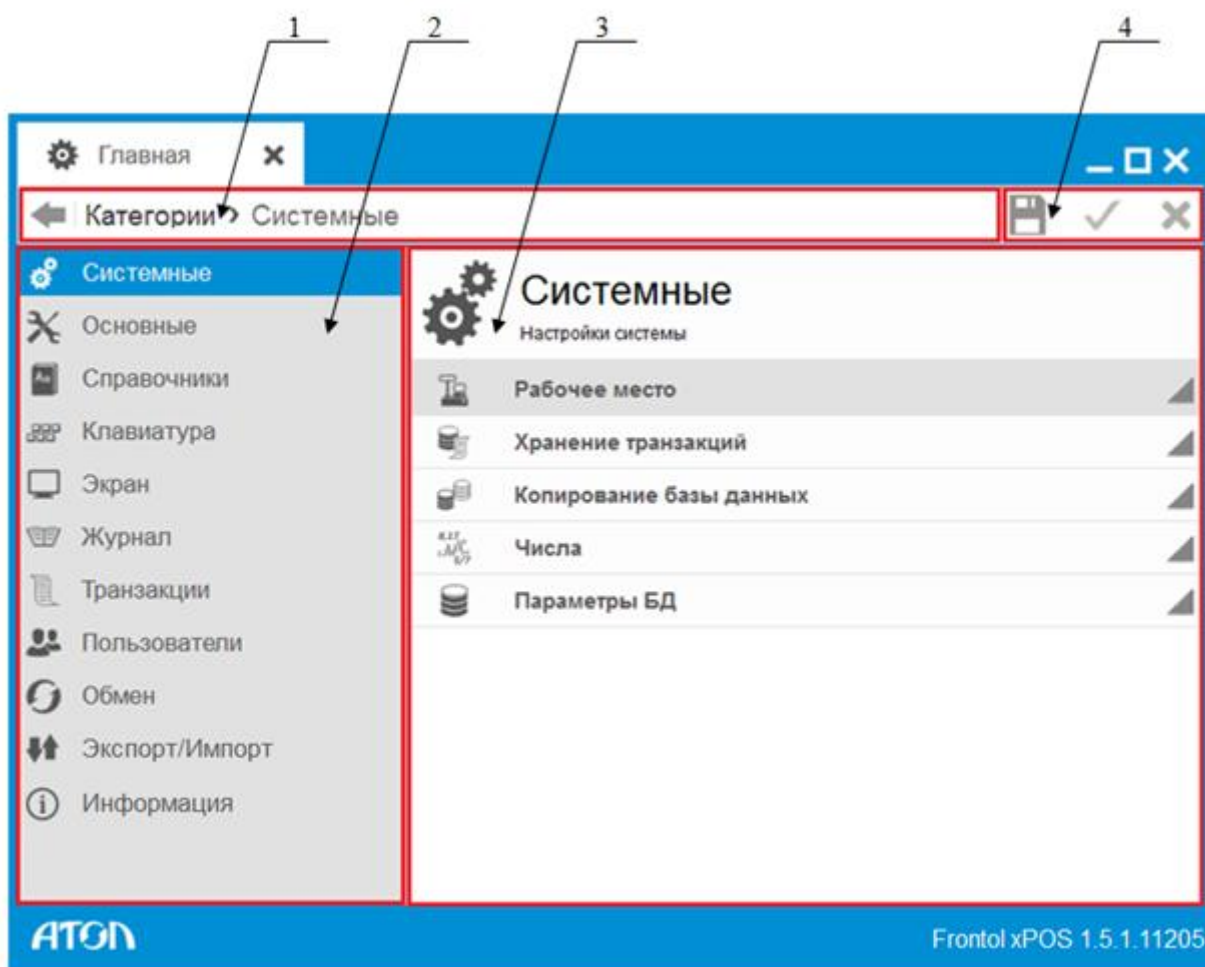 1 2 3 4
Главная
Категории > Системные
Системные
Основные
Справочники
Клавиатура
Экран
Журнал
Транзакции
Пользователи
Обмен
Экспорт/Импорт
Информация
Системные
Настройки системы
Рабочее место
Хранение транзакций
Копирование базы данных
Числа
Параметры БД
АТОЛ
Frontol xPOS 1.5.1.11205